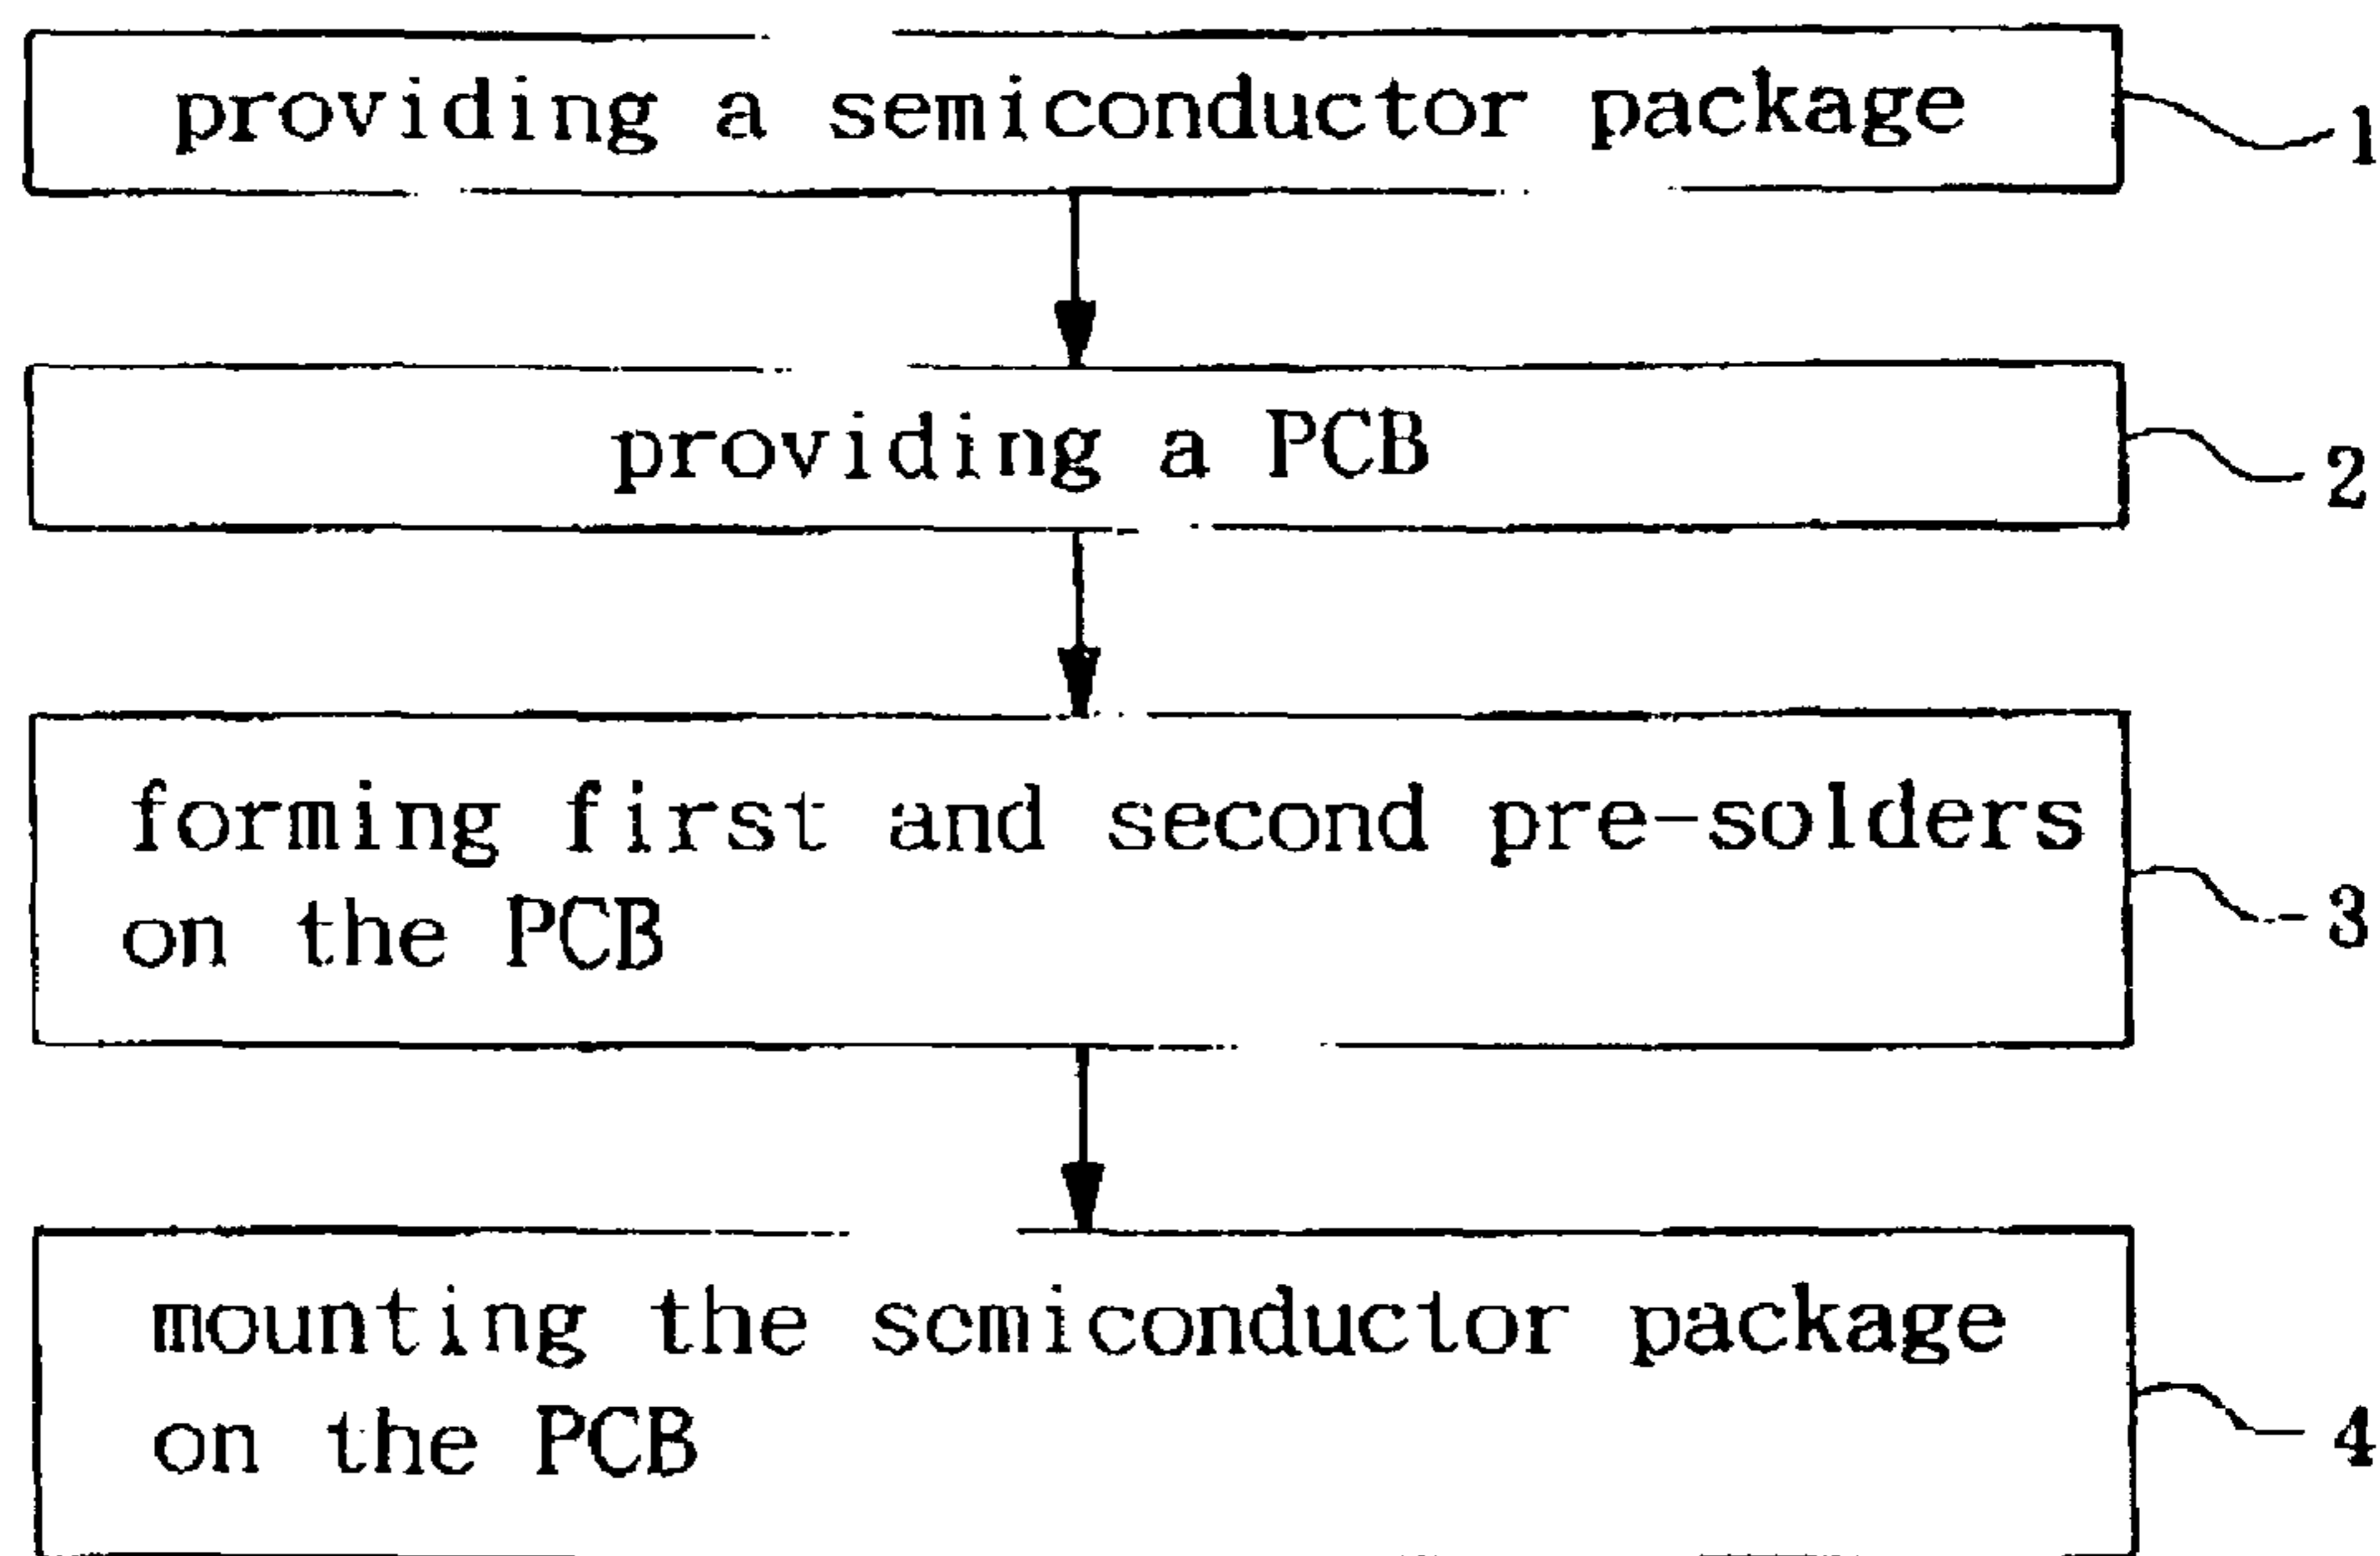 providing a semiconductor package
1
providing a PCB
2
forming first and second pre-solders
on the PCB
3
mounting the semiconductor package
on the PCB
4